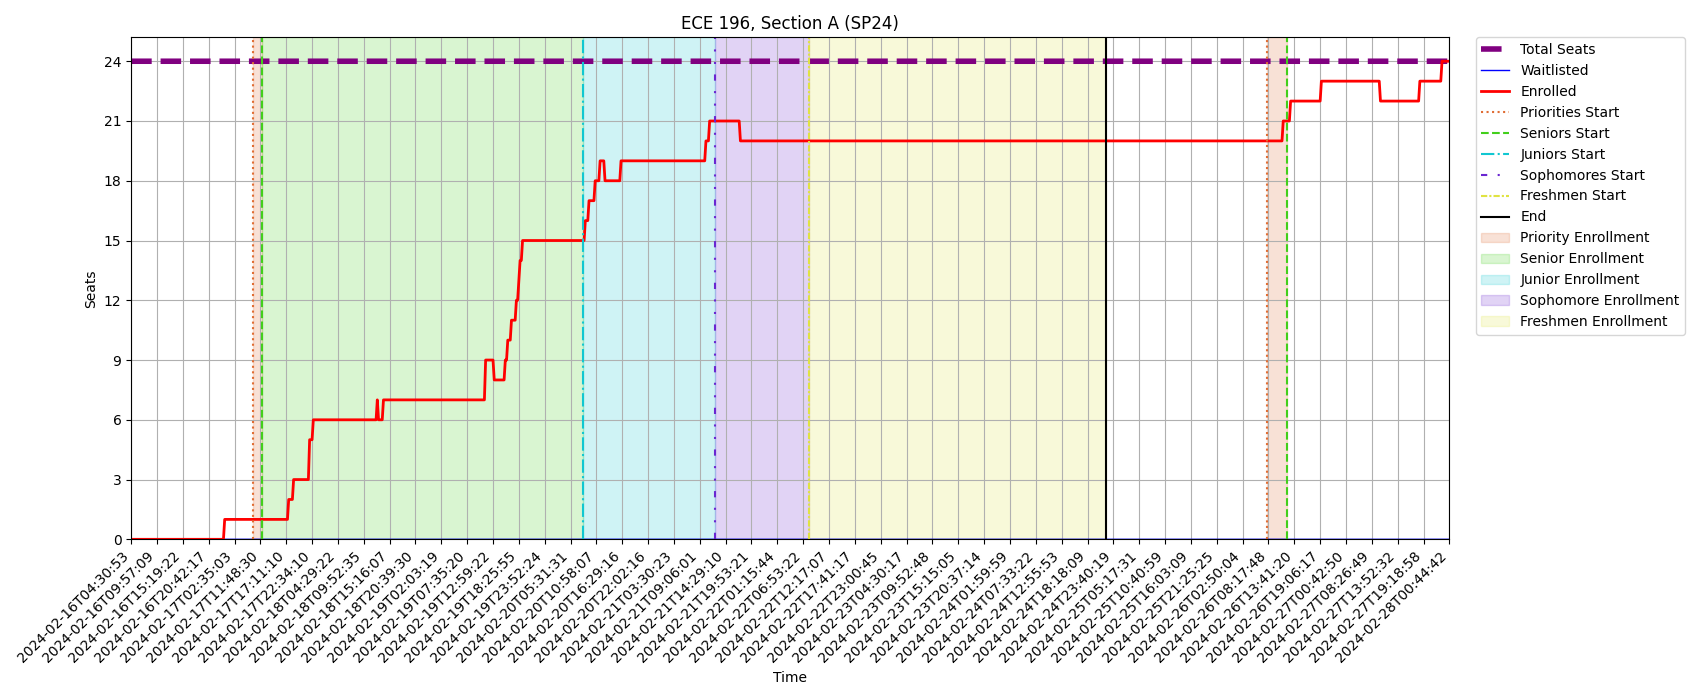 ECE 196, Section A (SP24)
Seats
24
21
18
15
12
9
6
3
0
2024-02-16T04:30:53
2024-02-16T09:57:09
2024-02-16T15:19:22
2024-02-16T20:42:17
2024-02-17T02:35:03
2024-02-17T11:48:30
2024-02-17T17:11:10
2024-02-17T22:34:10
2024-02-18T04:29:22
2024-02-18T09:52:35
2024-02-18T15:16:07
2024-02-18T20:39:30
2024-02-19T02:03:19
2024-02-19T07:35:20
2024-02-19T12:59:22
2024-02-19T18:25:55
2024-02-19T23:52:24
2024-02-20T05:31:31
2024-02-20T10:58:07
2024-02-20T16:29:16
2024-02-20T22:02:16
2024-02-21T03:30:23
2024-02-21T09:06:01
2024-02-21T14:29:10
2024-02-21T19:53:21
2024-02-22T01:15:44
2024-02-22T06:53:22
2024-02-22T12:17:07
2024-02-22T17:41:17
2024-02-22T23:00:45
2024-02-23T04:30:17
2024-02-23T09:52:48
2024-02-23T15:15:05
2024-02-23T20:37:14
2024-02-24T01:59:59
2024-02-24T07:33:22
2024-02-24T12:55:53
2024-02-24T18:18:09
2024-02-24T23:40:19
2024-02-25T05:17:31
2024-02-25T10:40:59
2024-02-25T16:03:09
2024-02-25T21:25:25
2024-02-26T02:50:04
2024-02-26T08:17:48
2024-02-26T13:41:20
2024-02-26T19:06:17
2024-02-27T00:42:50
2024-02-27T08:26:49
2024-02-27T13:52:32
2024-02-27T19:18:58
2024-02-28T00:44:42
Time
Total Seats
Waitlisted
Enrolled
Priorities Start
Seniors Start
Juniors Start
Sophomores Start
Freshmen Start
End
Priority Enrollment
Senior Enrollment
Junior Enrollment
Sophomore Enrollment
Freshmen Enrollment